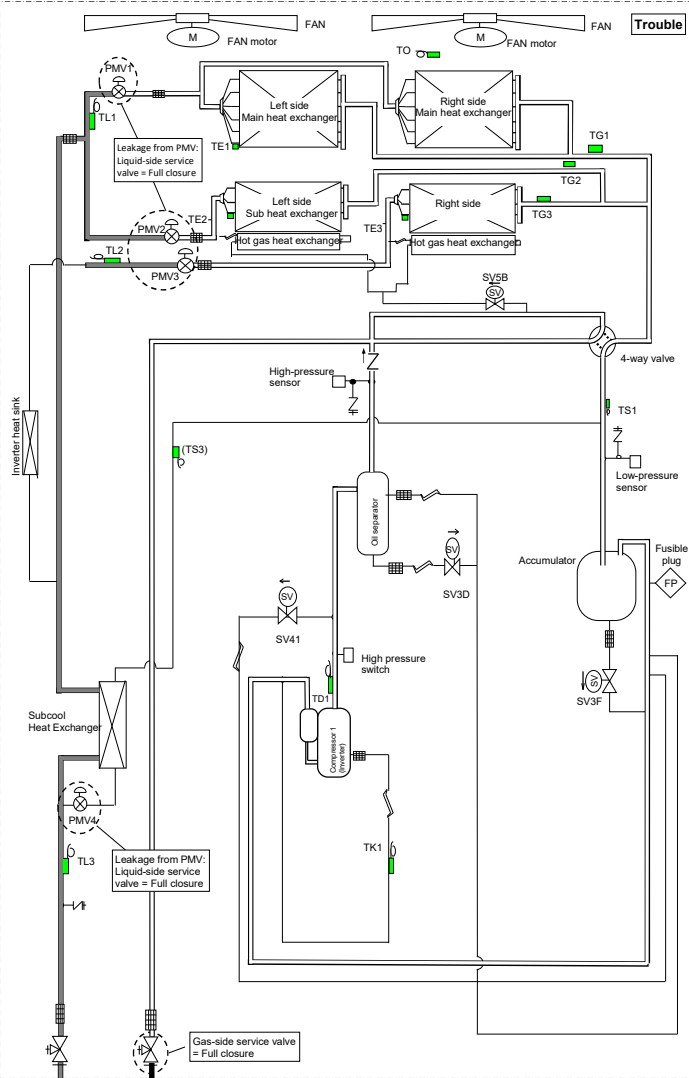 FAN
FAN
Trouble
M
FAN motor
M
FAN motor
TO
PMV1
TL1
Left side
Main heat exchanger
Right side
Main heat exchanger
TE1
TG1
TG2
Leakage from PMV:
Liquid-side service
valve = Full closure
Left side
Sub heat exchanger
Right side
TE2
TE3
TG3
PMV2
Hot gas heat exchanger
Hot gas heat exchanger
TL2
PMV3
SV5B
SV
4-way valve
High-pressure
sensor
TS1
Inverter heat sink
(TS3)
Low-pressure
sensor
Oil separator
SV
SV3D
Accumulator
Fusible
plug
FP
SV
SV41
High pressure
switch
TD1
SV
SV3F
Subcool
Heat Exchanger
Compressor 1
(Inverter)
PMV4
TK1
TL3
Leakage from PMV:
Liquid-side service
valve = Full closure
Gas-side service valve
= Full closure